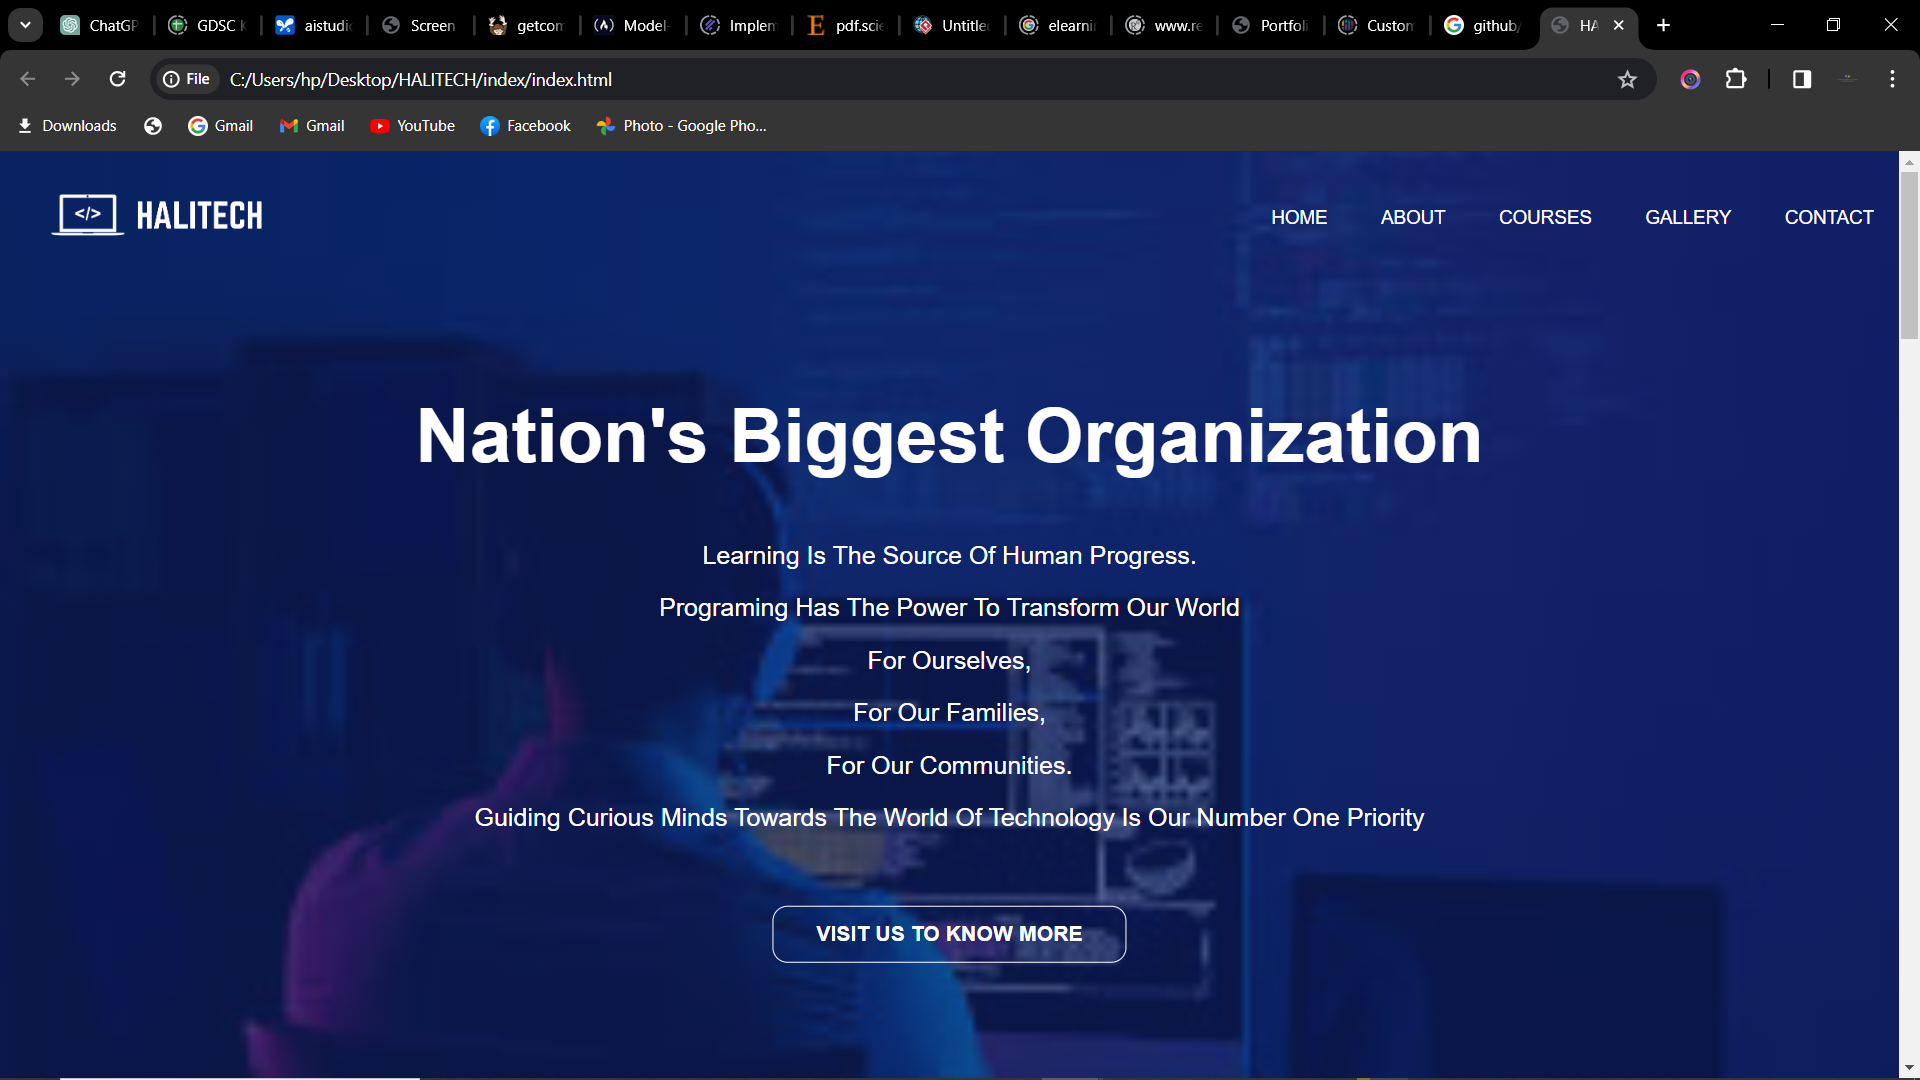 ChatGP
GDSC K
aistudi
Screen
getcom
Model-
Implem
pdf.scie
Untitle
elearni
www.re
Portfoli
Custom
github/
HA
File
C:/Users/hp/Desktop/HALITECH/index/index.html
Downloads
Gmail
Gmail
YouTube
Facebook
Photo - Google Pho...
</> HALITECH
HOME
ABOUT
COURSES
GALLERY
CONTACT
Nation's Biggest Organization
Learning Is The Source Of Human Progress.
Programing Has The Power To Transform Our World
For Ourselves,
For Our Families,
For Our Communities.
Guiding Curious Minds Towards The World Of Technology Is Our Number One Priority
VISIT US TO KNOW MORE